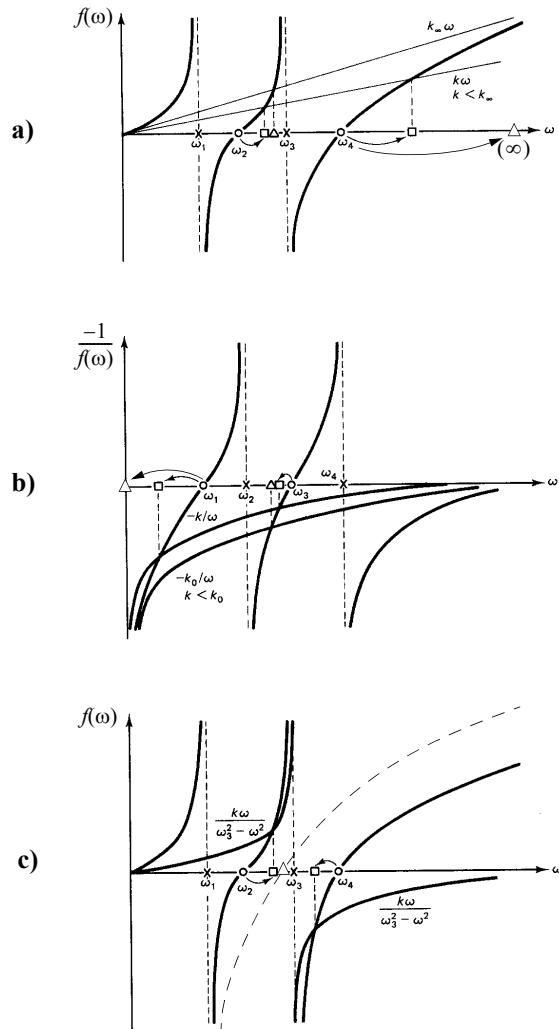 f(ω)
k∞ω
kω
k < k∞
a)
ω
ω1
ω2
ω3
ω4
(∞)
−1
f(ω)
b)
ω
ω1
ω2
ω3
ω4
−k/ω
−k0/ω
k < k0
f(ω)
kω
ω3² − ω²
c)
ω
ω1
ω2
ω3
ω4
kω
ω3² − ω²